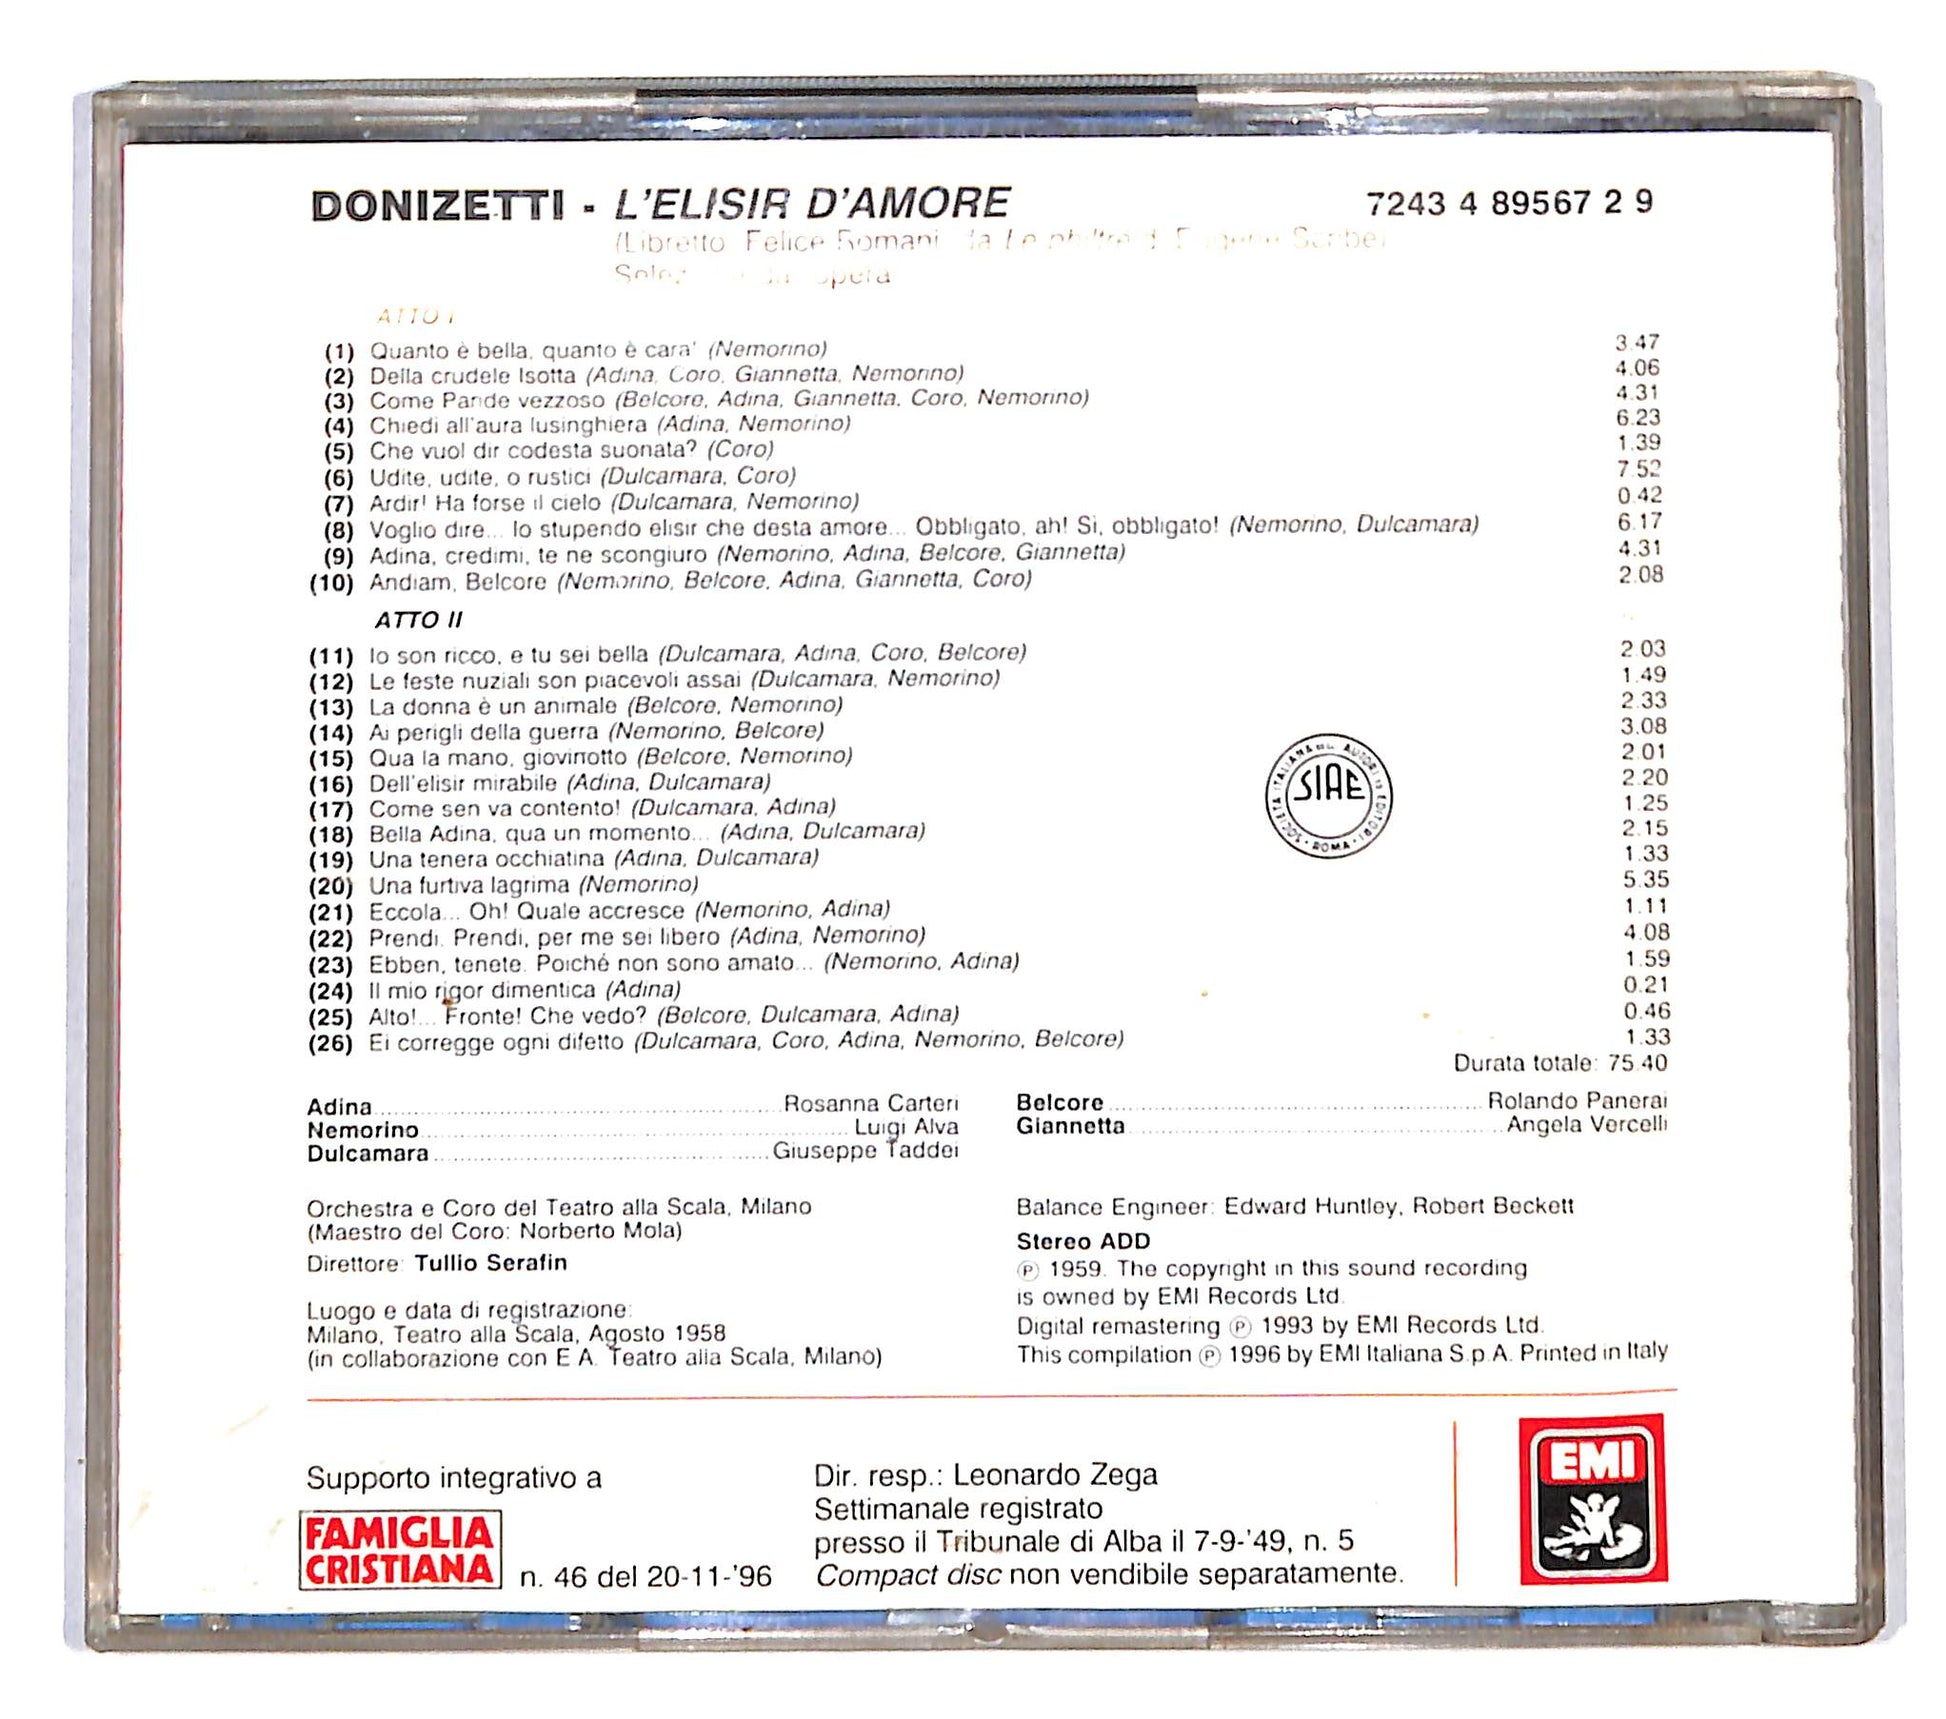 DONIZETTI - L'ELISIR D'AMORE 7243 4 89567 2 9
(Libretto Felice Romani, da Le philtre di Eugene Scribe)
opera
ATTO I
(1) Quanto è bella, quanto è cara' (Nemorino) 3.47
(2) Della crudele Isotta (Adina, Coro, Giannetta, Nemorino) 4.06
(3) Come Paride vezzoso (Belcore, Adina, Giannetta, Coro, Nemorino) 4.31
(4) Chiedi all'aura lusinghiera (Adina, Nemorino) 6.23
(5) Che vuol dir codesta suonata? (Coro) 1.39
(6) Udite, udite, o rustici (Dulcamara, Coro) 7.52
(7) Ardir! Ha forse il cielo (Dulcamara, Nemorino) 0.42
(8) Voglio dire... lo stupendo elisir che desta amore... Obbligato, ah! Si, obbligato! (Nemorino, Dulcamara) 6.17
(9) Adina, credimi, te ne scongiuro (Nemorino, Adina, Belcore, Giannetta) 4.31
(10) Andiam, Belcore (Nemorino, Belcore, Adina, Giannetta, Coro) 2.08
ATTO II
(11) Io son ricco, e tu sei bella (Dulcamara, Adina, Coro, Belcore) 2.03
(12) Le feste nuziali son piacevoli assai (Dulcamara, Nemorino) 1.49
(13) La donna è un animale (Belcore, Nemorino) 2.33
(14) Ai perigli della guerra (Nemorino, Belcore) 3.08
(15) Qua la mano, giovinotto (Belcore, Nemorino) 2.01
(16) Dell'elisir mirabile (Adina, Dulcamara) 2.20
(17) Come sen va contento! (Dulcamara, Adina) 1.25
(18) Bella Adina, qua un momento... (Adina, Dulcamara) 2.15
(19) Una tenera occhiatina (Adina, Dulcamara) 1.33
(20) Una furtiva lagrima (Nemorino) 5.35
(21) Eccola... Oh! Quale accresce (Nemorino, Adina) 1.11
(22) Prendi. Prendi, per me sei libero (Adina, Nemorino) 4.08
(23) Ebben, tenete. Poiché non sono amato... (Nemorino, Adina) 1.59
(24) Il mio rigor dimentica (Adina) 0.21
(25) Alto!... Fronte! Che vedo? (Belcore, Dulcamara, Adina) 0.46
(26) Ei corregge ogni difetto (Dulcamara, Coro, Adina, Nemorino, Belcore) 1.33
Durata totale: 75.40
SOCIETÀ ITALIANA DEGLI AUTORI ED EDITORI · ROMA ·
SIAE
Adina Rosanna Carteri
Nemorino Luigi Alva
Dulcamara Giuseppe Taddei
Belcore Rolando Panerai
Giannetta Angela Vercelli
Orchestra e Coro del Teatro alla Scala, Milano
(Maestro del Coro: Norberto Mola)
Direttore: Tullio Serafin
Luogo e data di registrazione:
Milano, Teatro alla Scala, Agosto 1958
(in collaborazione con E.A. Teatro alla Scala, Milano)
Balance Engineer: Edward Huntley, Robert Beckett
Stereo ADD
℗ 1959. The copyright in this sound recording
is owned by EMI Records Ltd.
Digital remastering ℗ 1993 by EMI Records Ltd.
This compilation ℗ 1996 by EMI Italiana S.p.A. Printed in Italy
Supporto integrativo a
FAMIGLIA
CRISTIANA
n. 46 del 20-11-'96
Dir. resp.: Leonardo Zega
Settimanale registrato
presso il Tribunale di Alba il 7-9-'49, n. 5
Compact disc non vendibile separatamente.
EMI